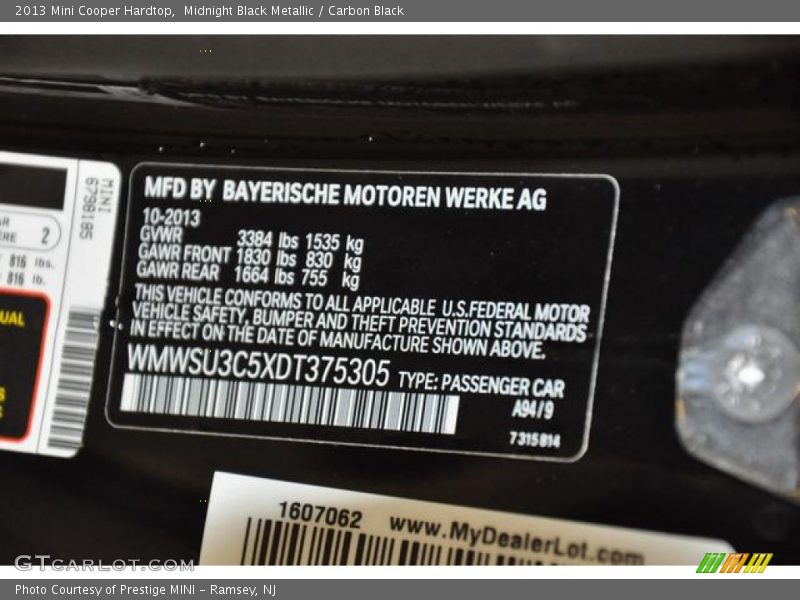 2013 Mini Cooper Hardtop,  Midnight Black Metallic / Carbon Black
MINI
6798185
2
816 lbs.
816 lb.
UAL
MFD BY BAYERISCHE MOTOREN WERKE AG
10-2013
GVWR 3384 lbs 1535 kg
GAWR FRONT 1830 lbs 830 kg
GAWR REAR 1664 lbs 755 kg
THIS VEHICLE CONFORMS TO ALL APPLICABLE U.S.FEDERAL MOTOR
VEHICLE SAFETY, BUMPER AND THEFT PREVENTION STANDARDS
IN EFFECT ON THE DATE OF MANUFACTURE SHOWN ABOVE.
WMWSU3C5XDT375305 TYPE: PASSENGER CAR
A94/9
7315814
1607062 www.MyDealerLot.com
GTcarlot.com
Photo Courtesy of Prestige MINI - Ramsey, NJ